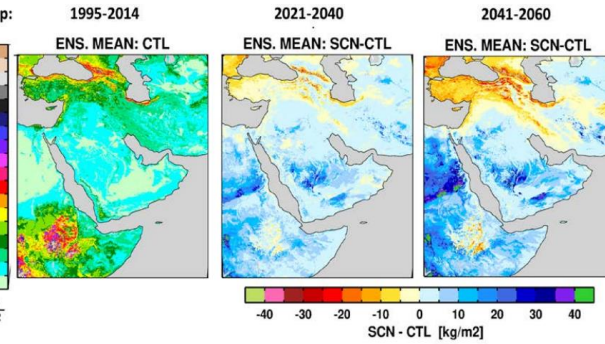 p: 1995-2014 2021-2040 2041-2060
ENS. MEAN: CTL ENS. MEAN: SCN-CTL ENS. MEAN: SCN-CTL
-40 -30 -20 -10 0 10 20 30 40
SCN - CTL [kg/m2]